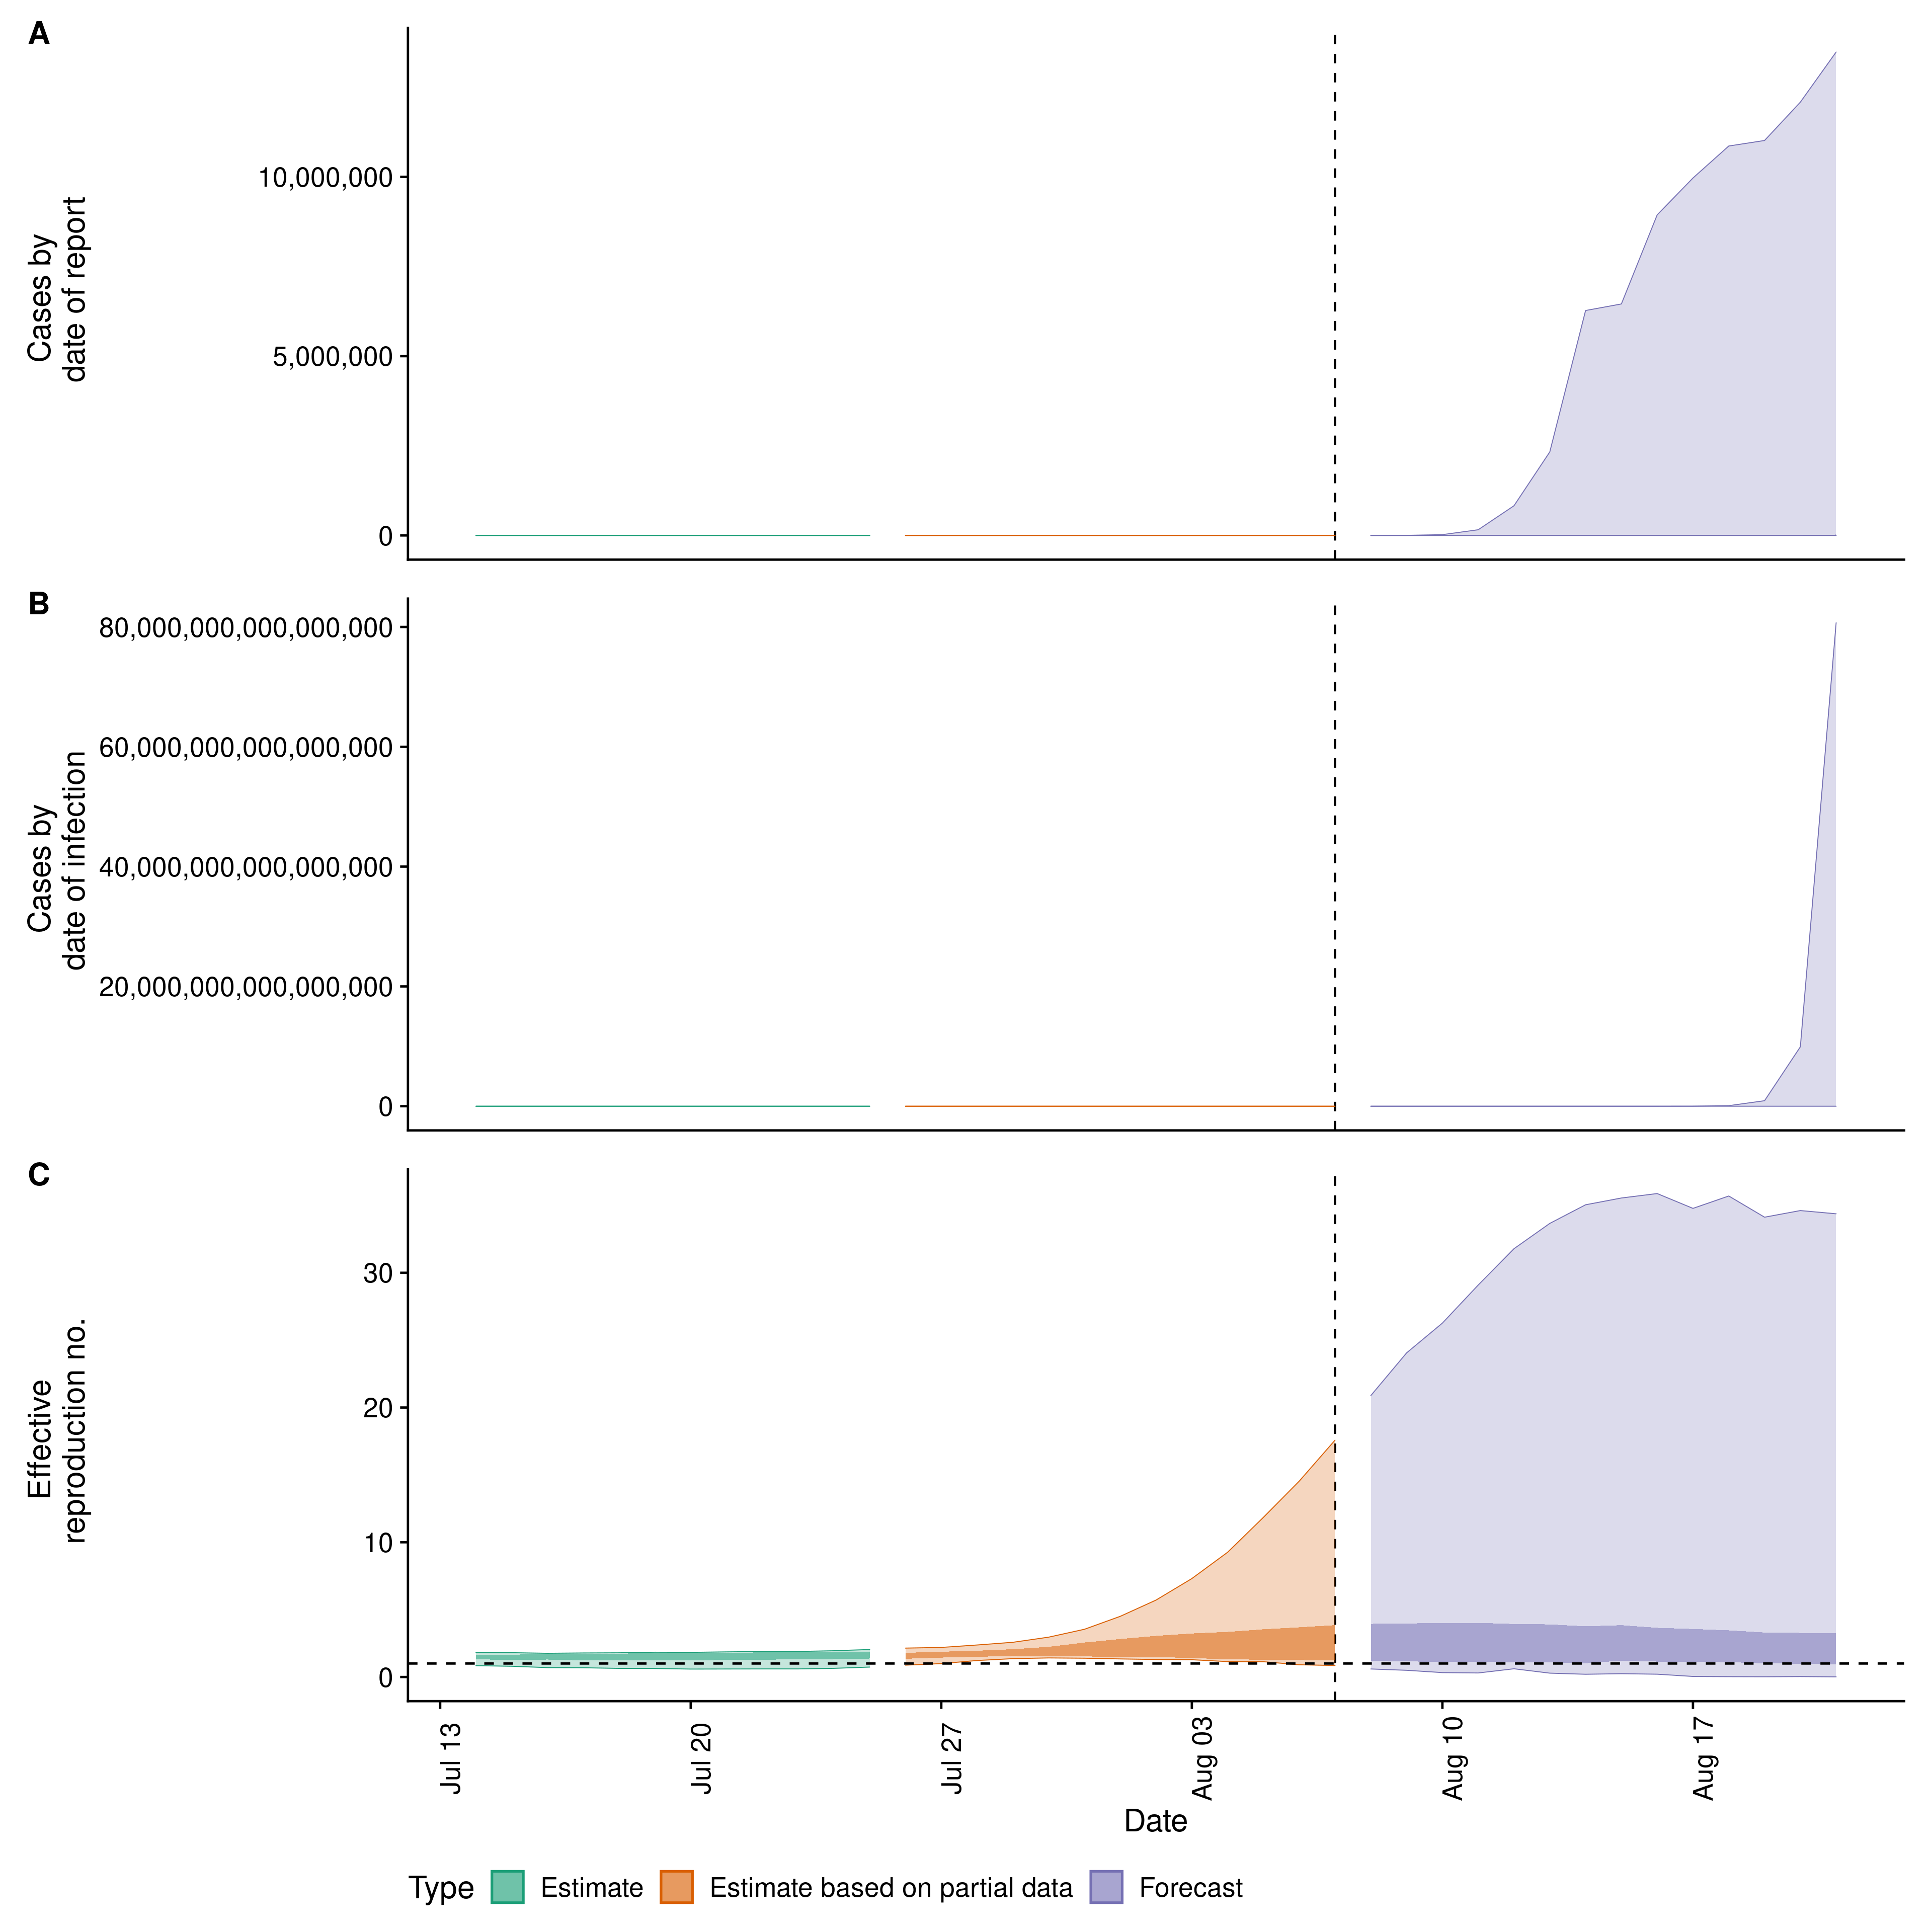 A
Cases by
date of report
10,000,000
5,000,000
0
B
Cases by
date of infection
80,000,000,000,000,000
60,000,000,000,000,000
40,000,000,000,000,000
20,000,000,000,000,000
0
C
Effective
reproduction no.
30
20
10
0
Jul 13
Jul 20
Jul 27
Aug 03
Aug 10
Aug 17
Date
Type Estimate Estimate based on partial data Forecast